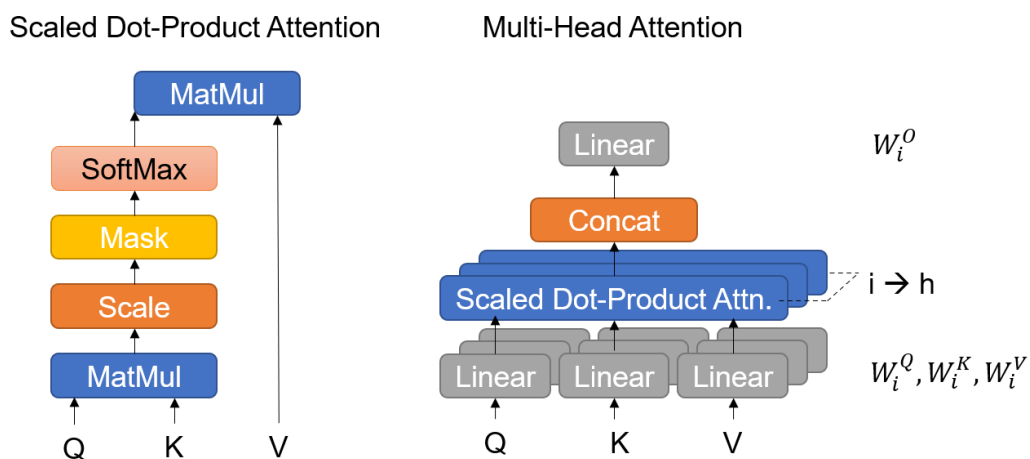 Scaled Dot-Product Attention
MatMul
SoftMax
Mask
Scale
MatMul
Q K V
Multi-Head Attention
Linear
W_i^O
Concat
Scaled Dot-Product Attn.
i → h
Linear Linear Linear
W_i^Q, W_i^K, W_i^V
Q K V